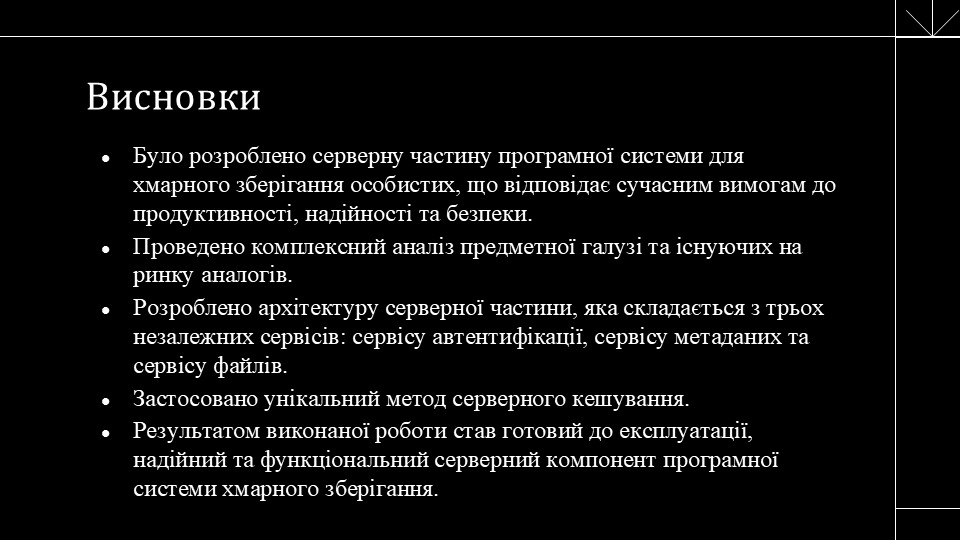 Висновки
● Було розроблено серверну частину програмної системи для
хмарного зберігання особистих, що відповідає сучасним вимогам до
продуктивності, надійності та безпеки.
● Проведено комплексний аналіз предметної галузі та існуючих на
ринку аналогів.
● Розроблено архітектуру серверної частини, яка складається з трьох
незалежних сервісів: сервісу автентифікації, сервісу метаданих та
сервісу файлів.
● Застосовано унікальний метод серверного кешування.
● Результатом виконаної роботи став готовий до експлуатації,
надійний та функціональний серверний компонент програмної
системи хмарного зберігання.